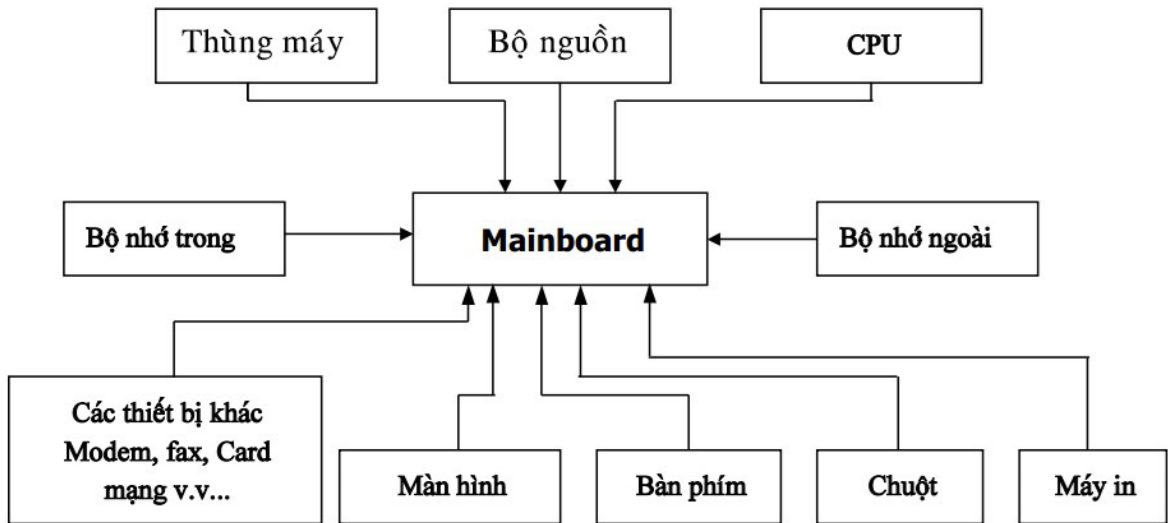 Thùng máy
Bộ nguồn
CPU
Bộ nhớ trong
Mainboard
Bộ nhớ ngoài
Các thiết bị khác
Modem, fax, Card
mạng v.v...
Màn hình
Bàn phím
Chuột
Máy in